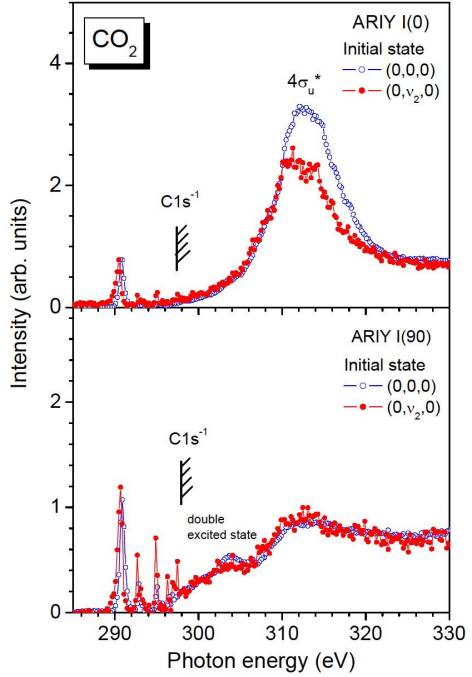 CO₂
ARIY I(0)
Initial state
(0,0,0)
(0,ν₂,0)
4σᵤ*
C1s⁻¹
4
2
0
ARIY I(90)
Initial state
(0,0,0)
(0,ν₂,0)
C1s⁻¹
double
excited state
2
1
0
290 300 310 320 330
Intensity (arb. units)
Photon energy (eV)